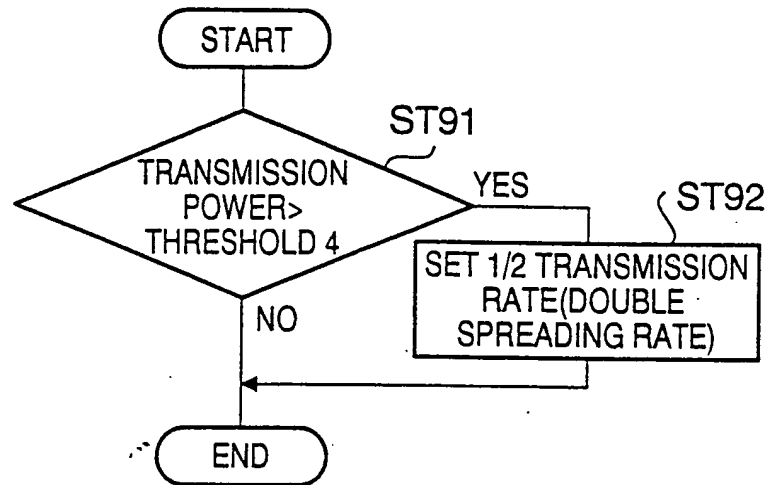 START
ST91
TRANSMISSION
POWER>
THRESHOLD 4
YES
ST92
SET 1/2 TRANSMISSION
RATE(DOUBLE
SPREADING RATE)
NO
END